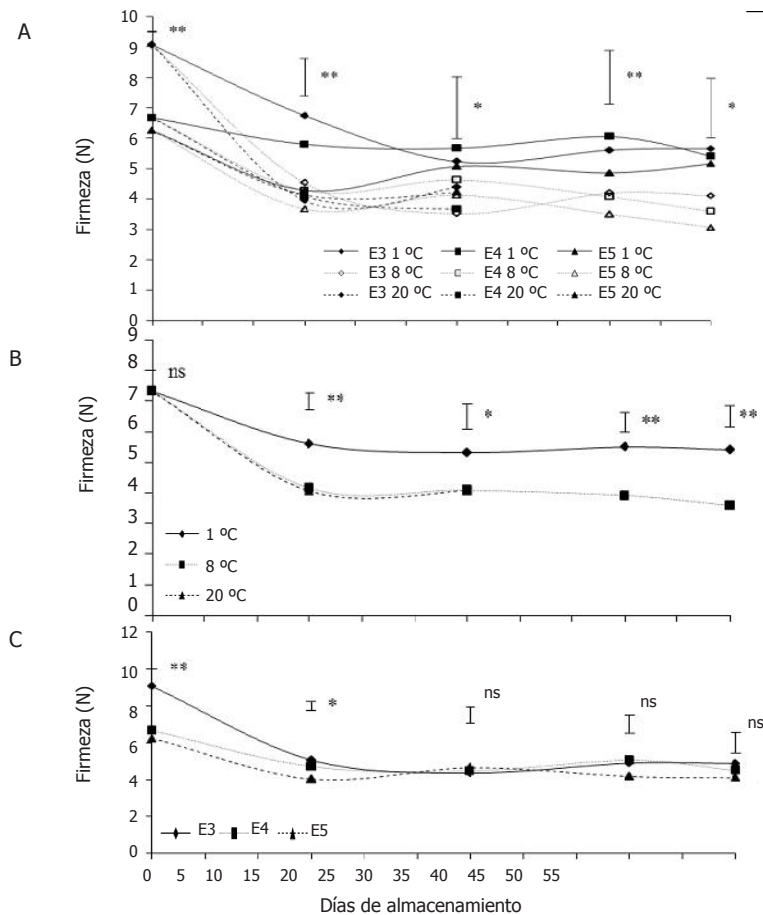 A
Firmeza (N)
10
9
8
7
6
5
4
3
2
1
0
**
**
*
**
*
E3 1 ºC E4 1 ºC E5 1 ºC
E3 8 ºC E4 8 ºC E5 8 ºC
E3 20 ºC E4 20 ºC E5 20 ºC
B
Firmeza (N)
9
8
7
6
5
4
3
2
1
0
ns
**
*
**
**
1 ºC
8 ºC
20 ºC
C
Firmeza (N)
12
10
8
6
4
2
0
**
*
ns
ns
ns
E3 E4 E5
0 5 20 25 30 35 40 45 50 55
Días de almacenamiento